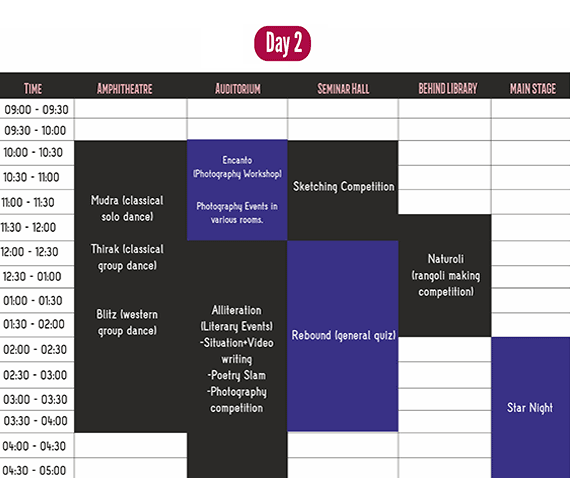 Day 2
TIME AMPHITHEATRE AUDITORIUM SEMINAR HALL BEHIND LIBRARY MAIN STAGE
09:00 - 09:30
09:30 - 10:00
10:00 - 10:30
10:30 - 11:00
11:00 - 11:30
11:30 - 12:00
12:00 - 12:30
12:30 - 01:00
01:00 - 01:30
01:30 - 02:00
02:00 - 02:30
02:30 - 03:00
03:00 - 03:30
03:30 - 04:00
04:00 - 04:30
04:30 - 05:00
Mudra (classical
solo dance)
Thirak (classical
group dance)
Blitz (western
group dance)
Encanto
(Photography Workshop)
Photography Events in
various rooms.
Alliteration
(Literary Events)
-Situation+Video
writing
-Poetry Slam
-Photography
competition
Sketching Competition
Rebound (general quiz)
Naturoli
(rangoli making
competition)
Star Night